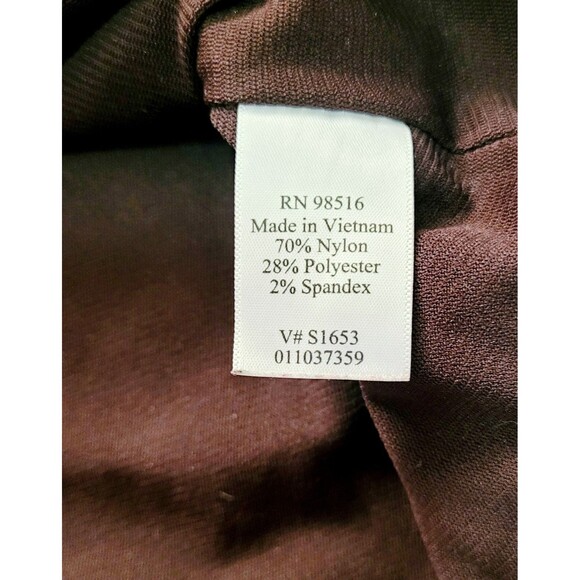 RN 98516
Made in Vietnam
70% Nylon
28% Polyester
2% Spandex
V# S1653
011037359